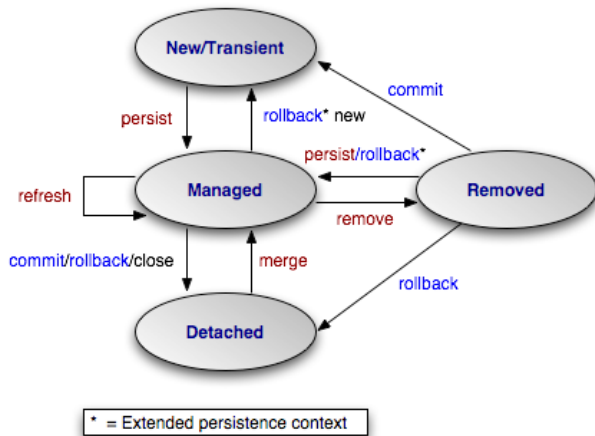 New/Transient
commit
persist
rollback* new
persist/rollback*
refresh
Managed
Removed
remove
commit/rollback/close
merge
rollback
Detached
* = Extended persistence context